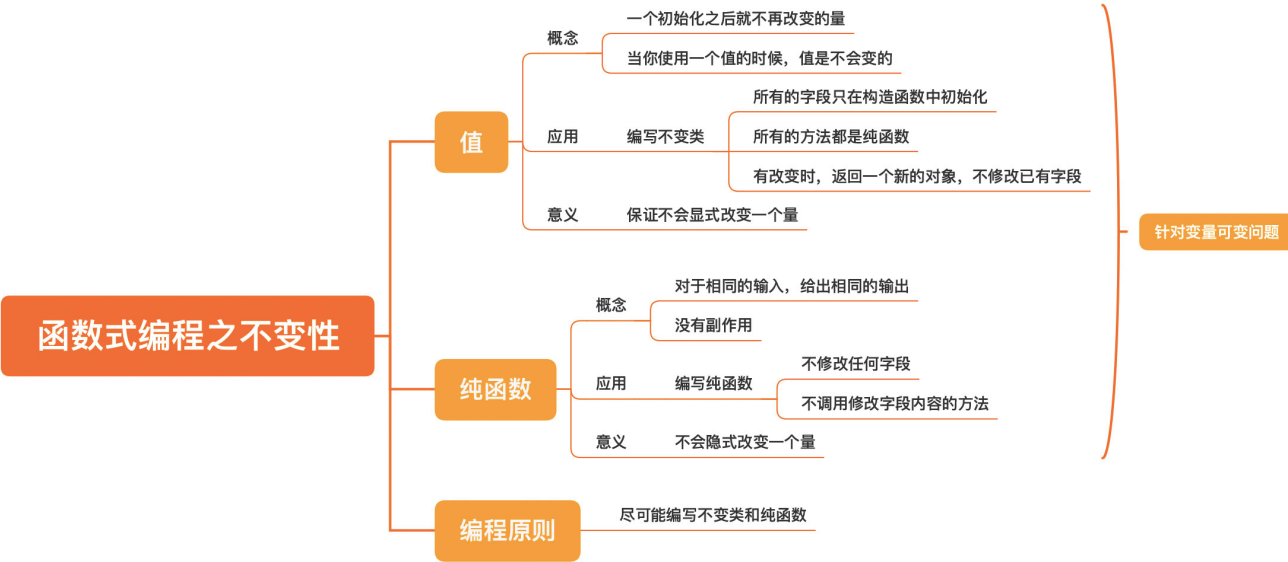 函数式编程之不变性
值
概念
一个初始化之后就不再改变的量
当你使用一个值的时候，值是不会变的
应用
编写不变类
所有的字段只在构造函数中初始化
所有的方法都是纯函数
有改变时，返回一个新的对象，不修改已有字段
意义
保证不会显式改变一个量
纯函数
概念
对于相同的输入，给出相同的输出
没有副作用
应用
编写纯函数
不修改任何字段
不调用修改字段内容的方法
意义
不会隐式改变一个量
针对变量可变问题
编程原则
尽可能编写不变类和纯函数